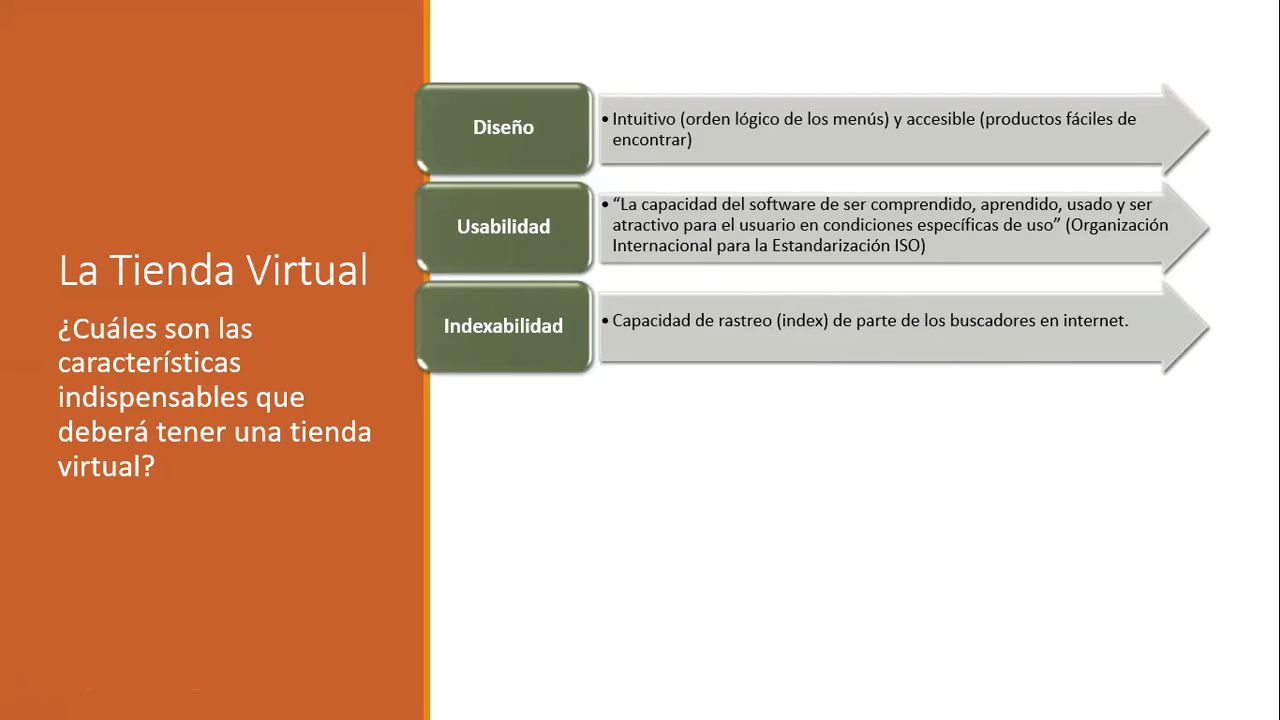 La Tienda Virtual
¿Cuáles son las
características
indispensables que
deberá tener una tienda
virtual?
Diseño
• Intuitivo (orden lógico de los menús) y accesible (productos fáciles de
encontrar)
Usabilidad
• “La capacidad del software de ser comprendido, aprendido, usado y ser
atractivo para el usuario en condiciones específicas de uso” (Organización
Internacional para la Estandarización ISO)
Indexabilidad
• Capacidad de rastreo (index) de parte de los buscadores en internet.